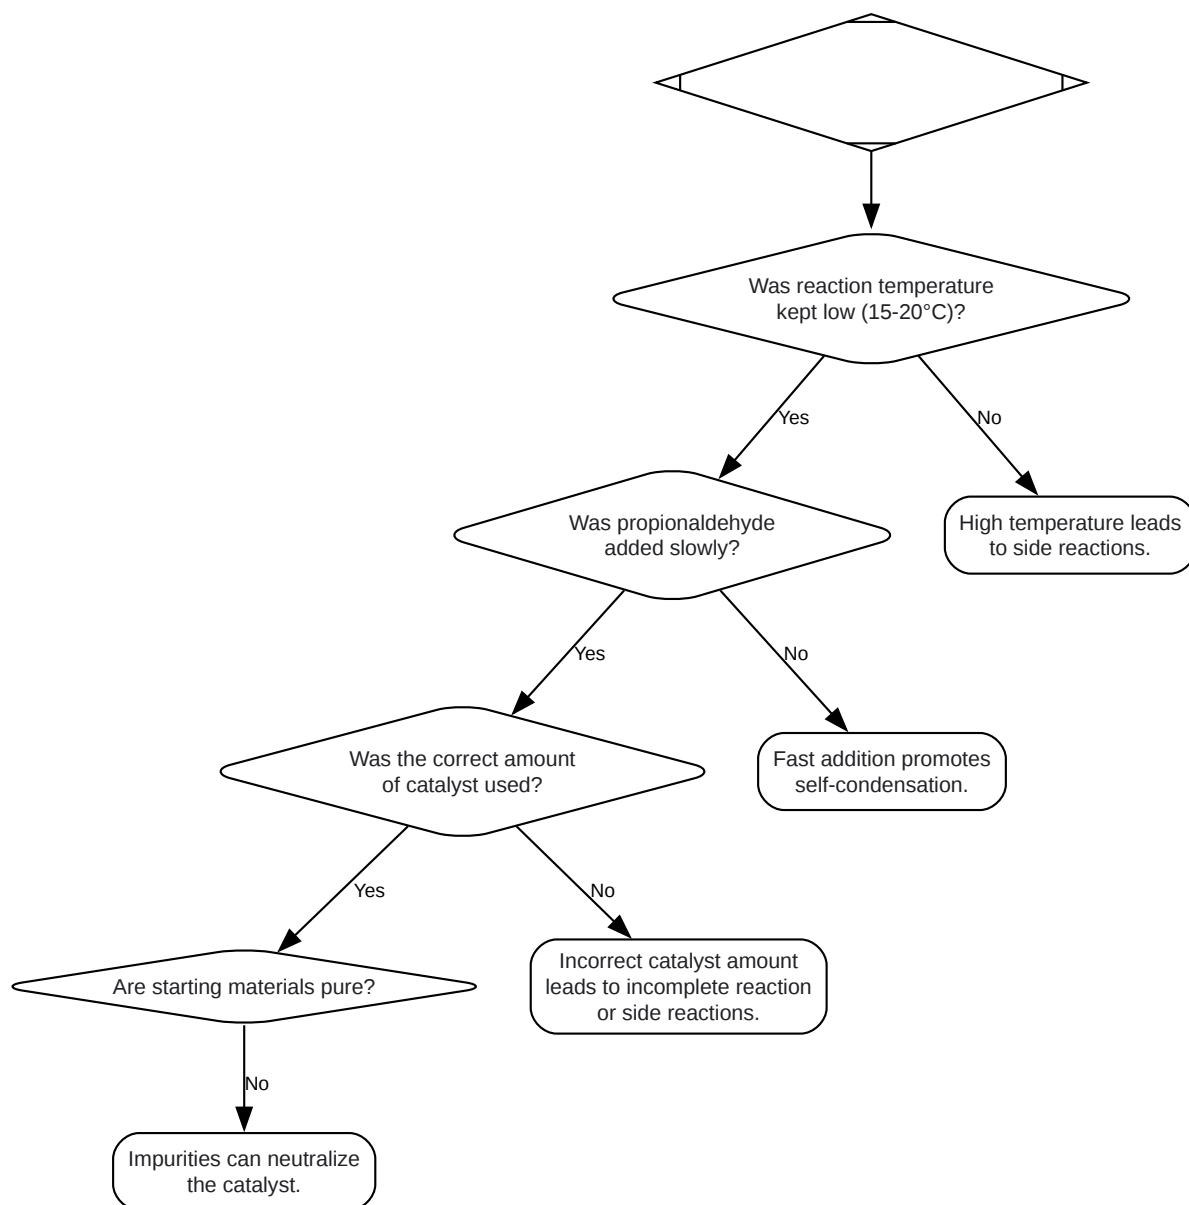 Was reaction temperature
kept low (15-20°C)?
Yes
No
Was propionaldehyde
added slowly?
High temperature leads
to side reactions.
Yes
No
Was the correct amount
of catalyst used?
Fast addition promotes
self-condensation.
Yes
No
Are starting materials pure?
Incorrect catalyst amount
leads to incomplete reaction
or side reactions.
No
Impurities can neutralize
the catalyst.